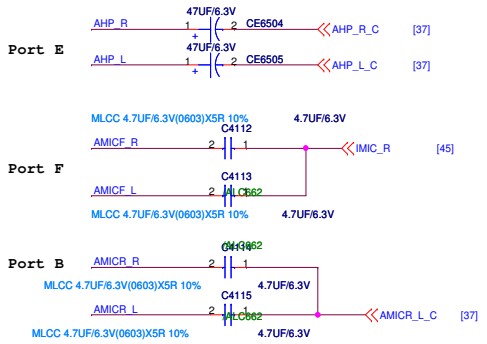 47UF/6.3V
AHP_R 1 2 CE6504 AHP_R_C [37]
+
Port E
47UF/6.3V
AHP_L 1 2 CE6505 AHP_L_C [37]
+
MLCC 4.7UF/6.3V(0603)X5R 10% 4.7UF/6.3V
C4112
AMICF_R 2 1 IMIC_R [45]
Port F
C4113
AMICF_L 2 1 ALC662
MLCC 4.7UF/6.3V(0603)X5R 10% 4.7UF/6.3V
C4114 ALC662
Port B AMICR_R 2 1
MLCC 4.7UF/6.3V(0603)X5R 10% 4.7UF/6.3V
C4115
AMICR_L 2 1 ALC662 AMICR_L_C [37]
MLCC 4.7UF/6.3V(0603)X5R 10% 4.7UF/6.3V